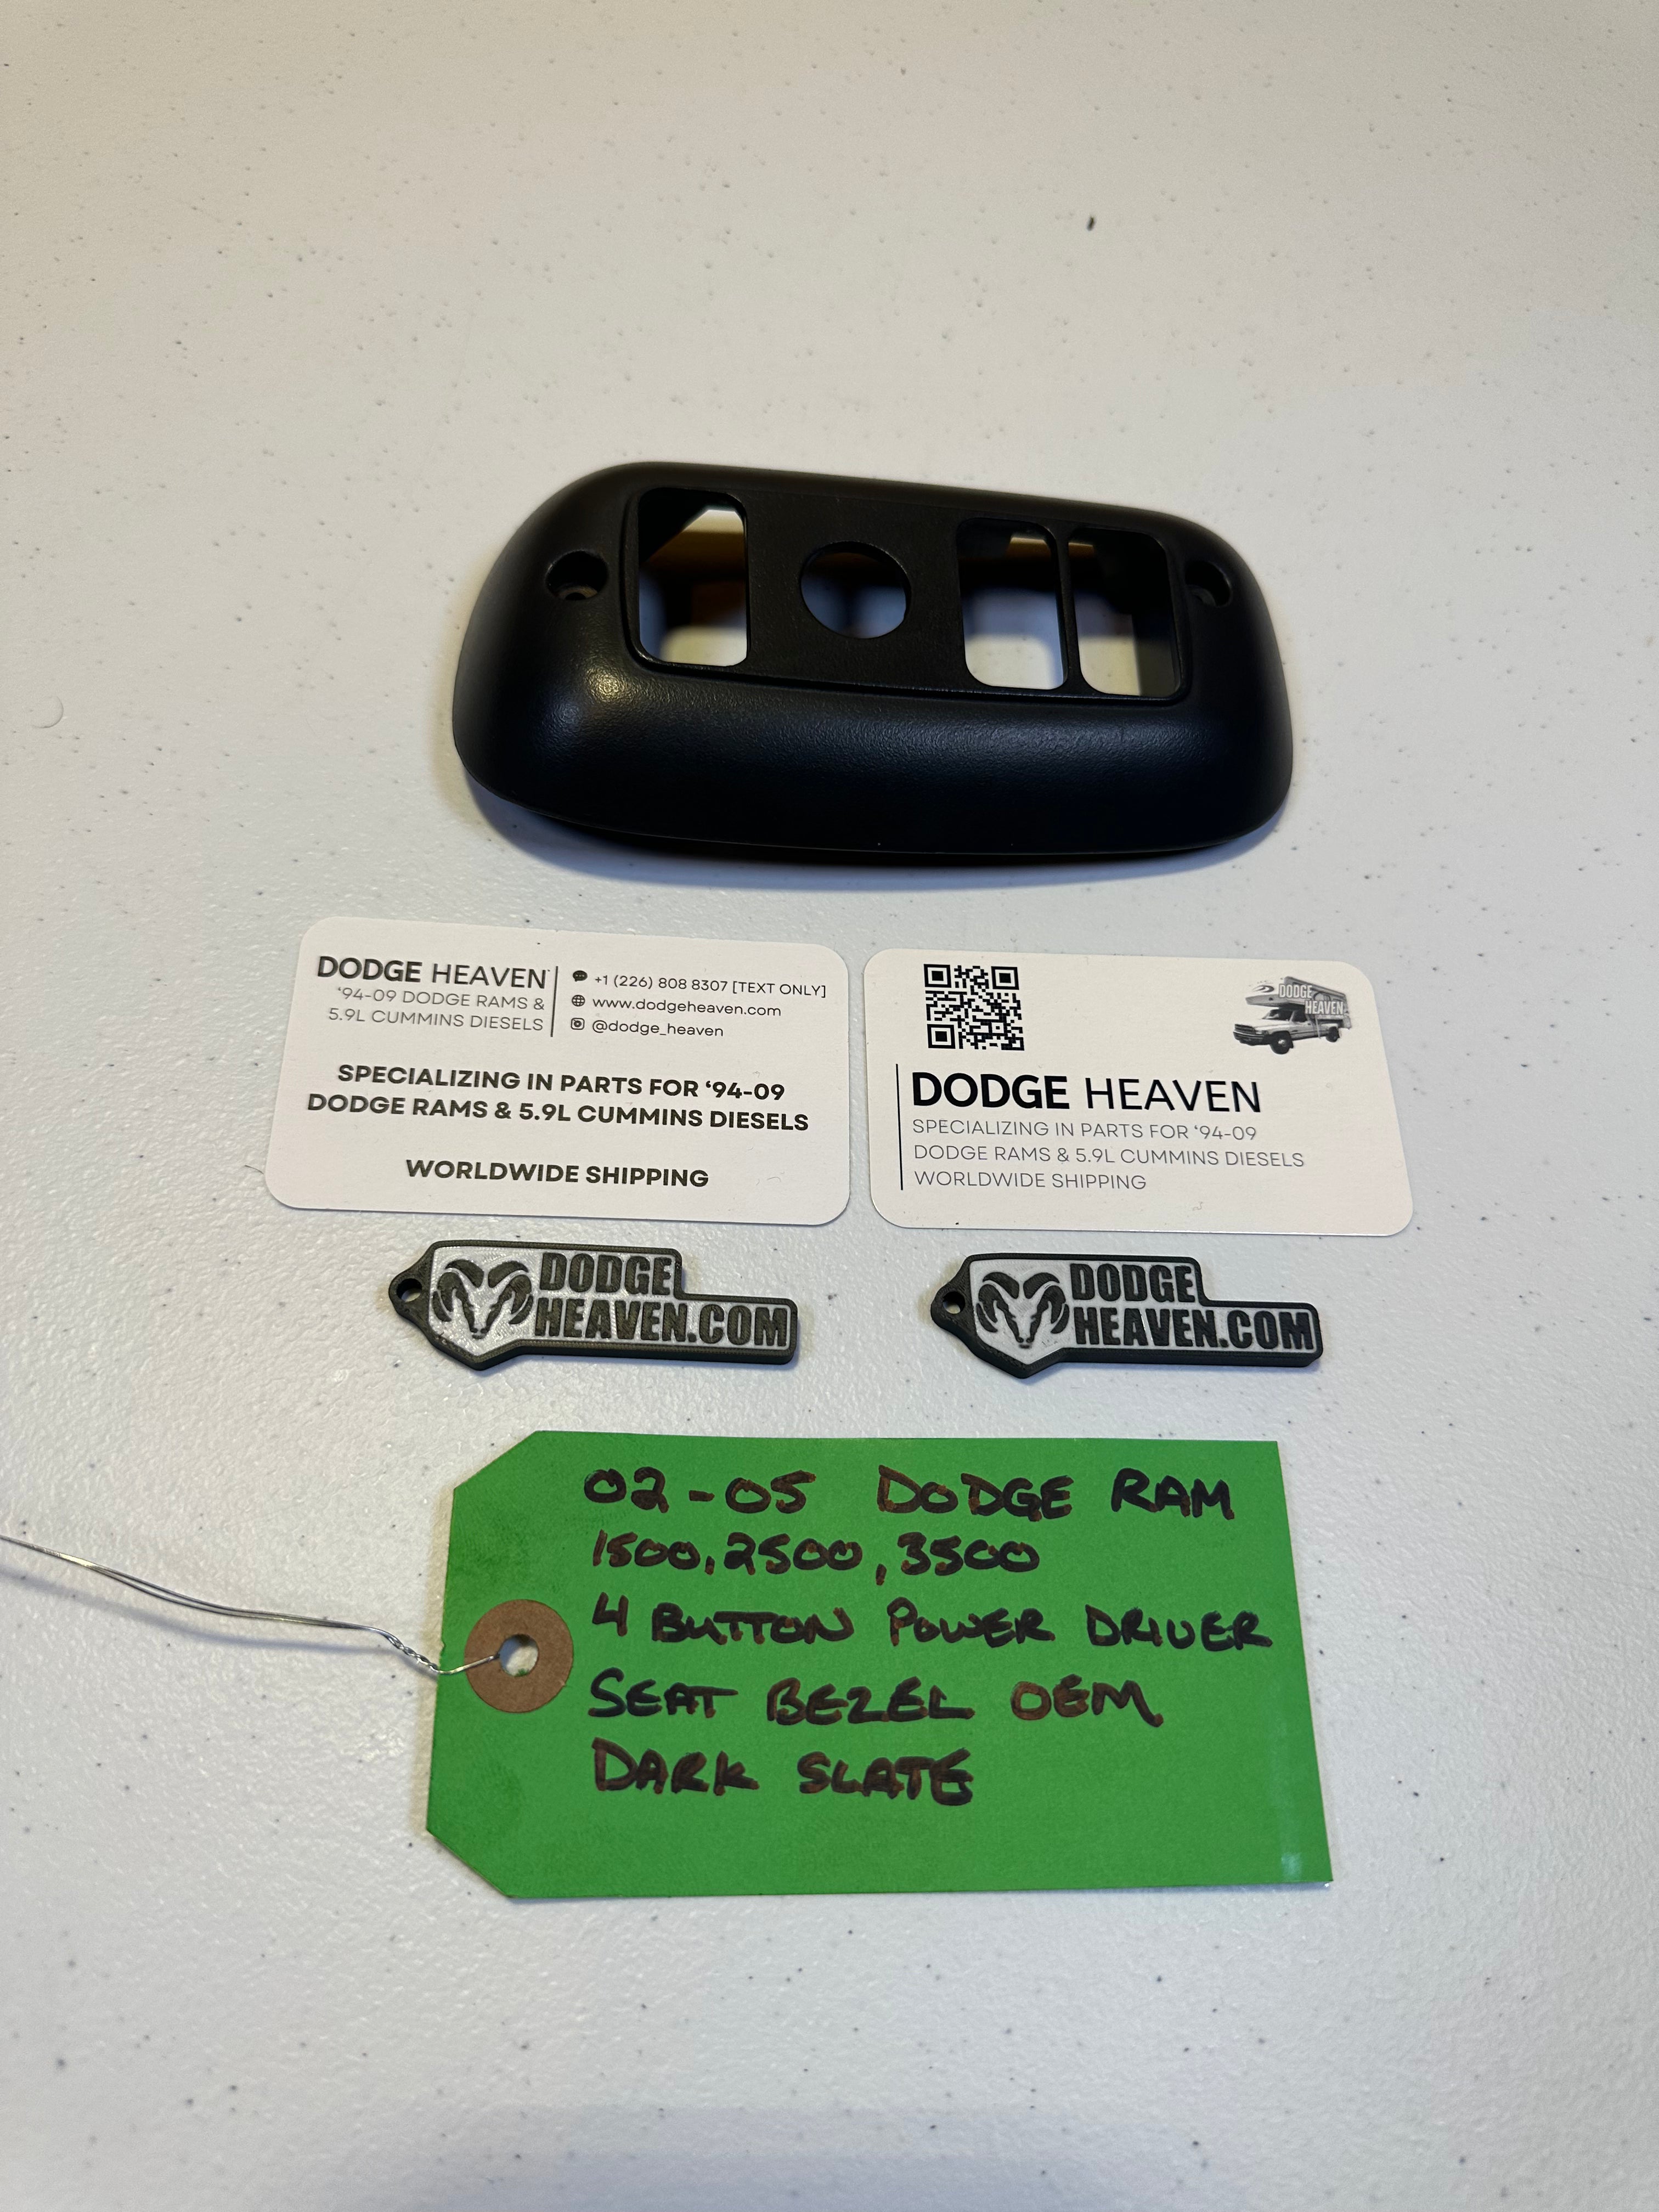 DODGE HEAVEN
'94-09 DODGE RAMS &
5.9L CUMMINS DIESELS
+1 (226) 808 8307 [TEXT ONLY]
www.dodgeheaven.com
@dodge_heaven
SPECIALIZING IN PARTS FOR '94-09
DODGE RAMS & 5.9L CUMMINS DIESELS
WORLDWIDE SHIPPING
DODGE
HEAVEN
DODGE HEAVEN
SPECIALIZING IN PARTS FOR '94-09
DODGE RAMS & 5.9L CUMMINS DIESELS
WORLDWIDE SHIPPING
DODGE
HEAVEN.COM
DODGE
HEAVEN.COM
02-05 DODGE RAM
1500, 2500, 3500
4 BUTTON POWER DRIVER
SEAT BEZEL OEM
DARK SLATE